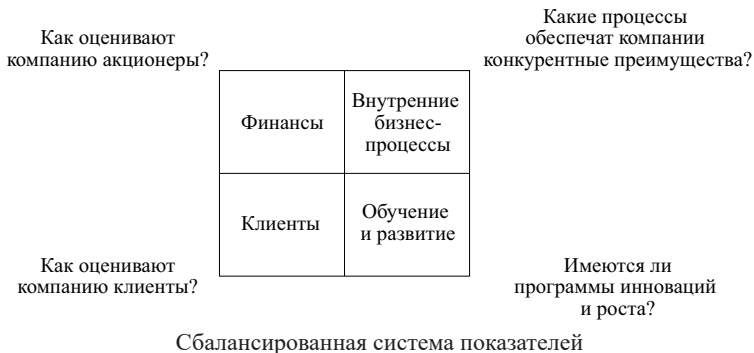 Как оценивают
компанию акционеры?
Какие процессы
обеспечат компании
конкурентные преимущества?
Финансы
Внутренние
бизнес-
процессы
Клиенты
Обучение
и развитие
Как оценивают
компанию клиенты?
Имеются ли
программы инноваций
и роста?
Сбалансированная система показателей